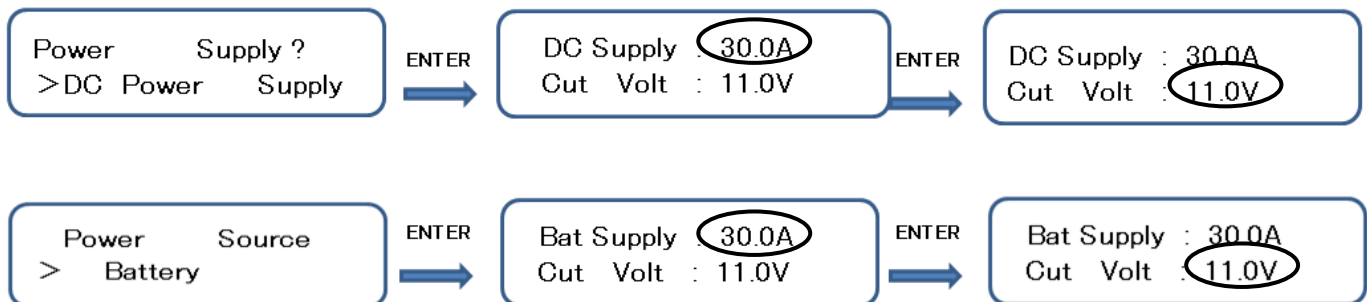 Power Supply ?
>DC Power Supply
ENTER
DC Supply : 30.0A
Cut Volt : 11.0V
ENTER
DC Supply : 30.0A
Cut Volt : 11.0V
Power Source
> Battery
ENTER
Bat Supply : 30.0A
Cut Volt : 11.0V
ENTER
Bat Supply : 30.0A
Cut Volt : 11.0V